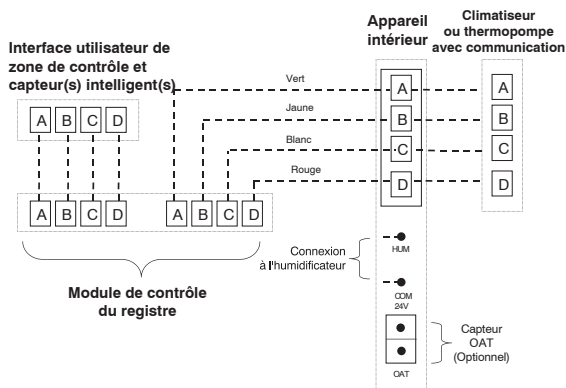 Interface utilisateur de
zone de contrôle et
capteur(s) intelligent(s)
A B C D
A B C D
A B C D
Module de contrôle
du registre
Vert
Jaune
Blanc
Rouge
Appareil
intérieur
A
B
C
D
Climatiseur
ou thermopompe
avec communication
A
B
C
D
Connexion
à l'humidificateur
HUM
COM
24V
OAT
Capteur
OAT
(Optionnel)